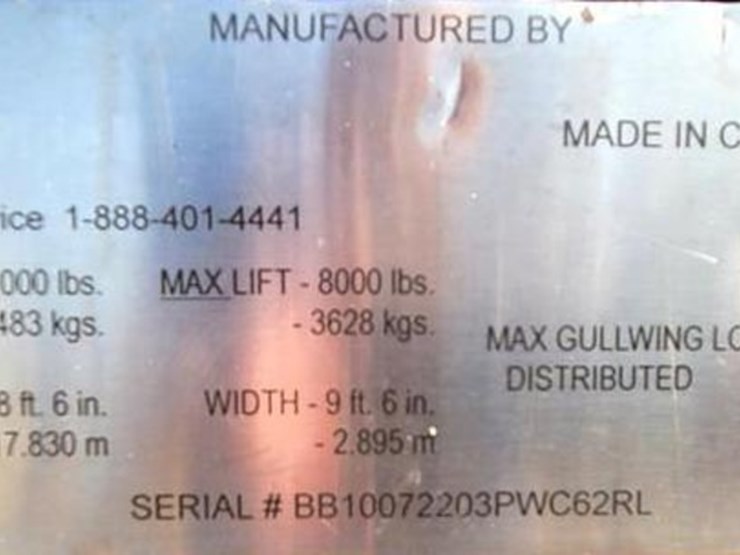 MANUFACTURED BY
MADE IN C
ice 1-888-401-4441
000 lbs. MAX LIFT - 8000 lbs.
483 kgs. - 3628 kgs.
MAX GULLWING LO
DISTRIBUTED
8 ft. 6 in. WIDTH - 9 ft. 6 in.
7.830 m - 2.895 m
SERIAL # BB10072203PWC62RL